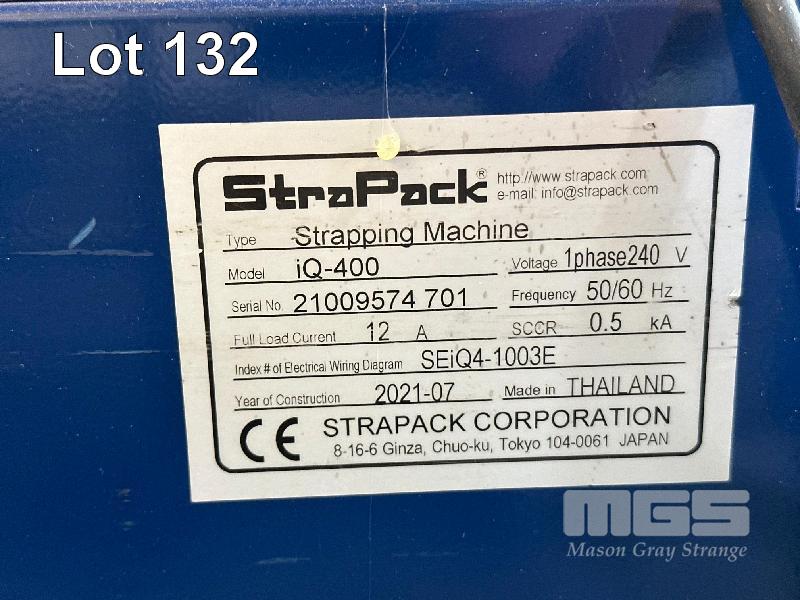 Lot 132
StraPack® http://www.strapack.com
e-mail: info@strapack.com
Type Strapping Machine
Model iQ-400 Voltage 1phase240 V
Serial No. 21009574 701 Frequency 50/60 Hz
Full Load Current 12 A SCCR 0.5 kA
Index # of Electrical Wiring Diagram SEiQ4-1003E
Year of Construction 2021-07 Made in THAILAND
CE STRAPACK CORPORATION
8-16-6 Ginza, Chuo-ku, Tokyo 104-0061 JAPAN
MGS
Mason Gray Strange